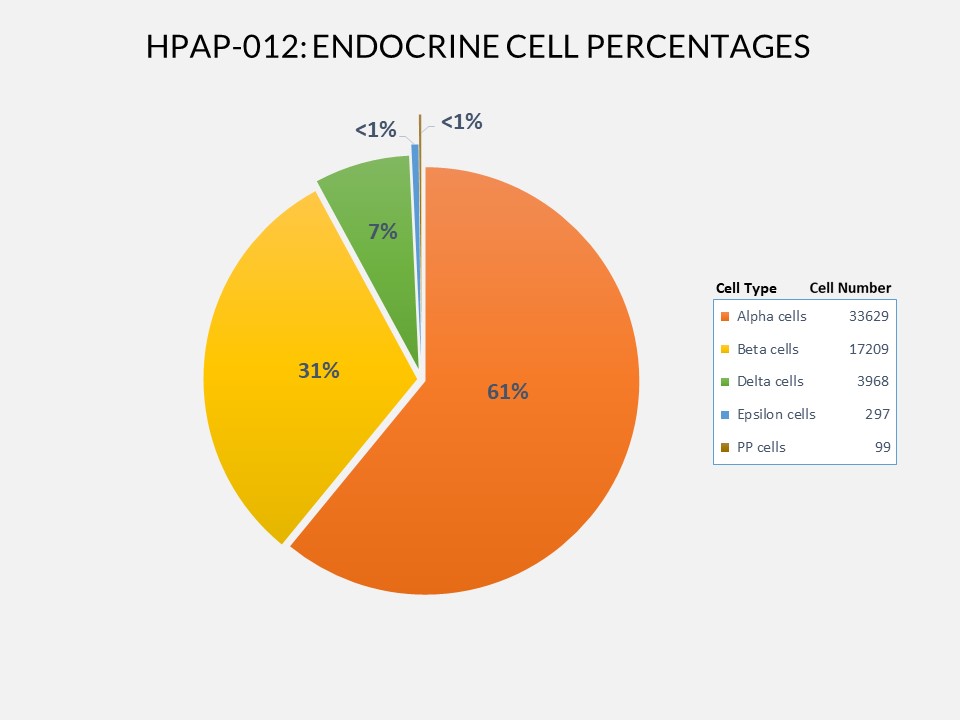 HPAP-012: ENDOCRINE CELL PERCENTAGES
<1%
<1%
7%
31%
61%
Cell Type Cell Number
Alpha cells 33629
Beta cells 17209
Delta cells 3968
Epsilon cells 297
PP cells 99